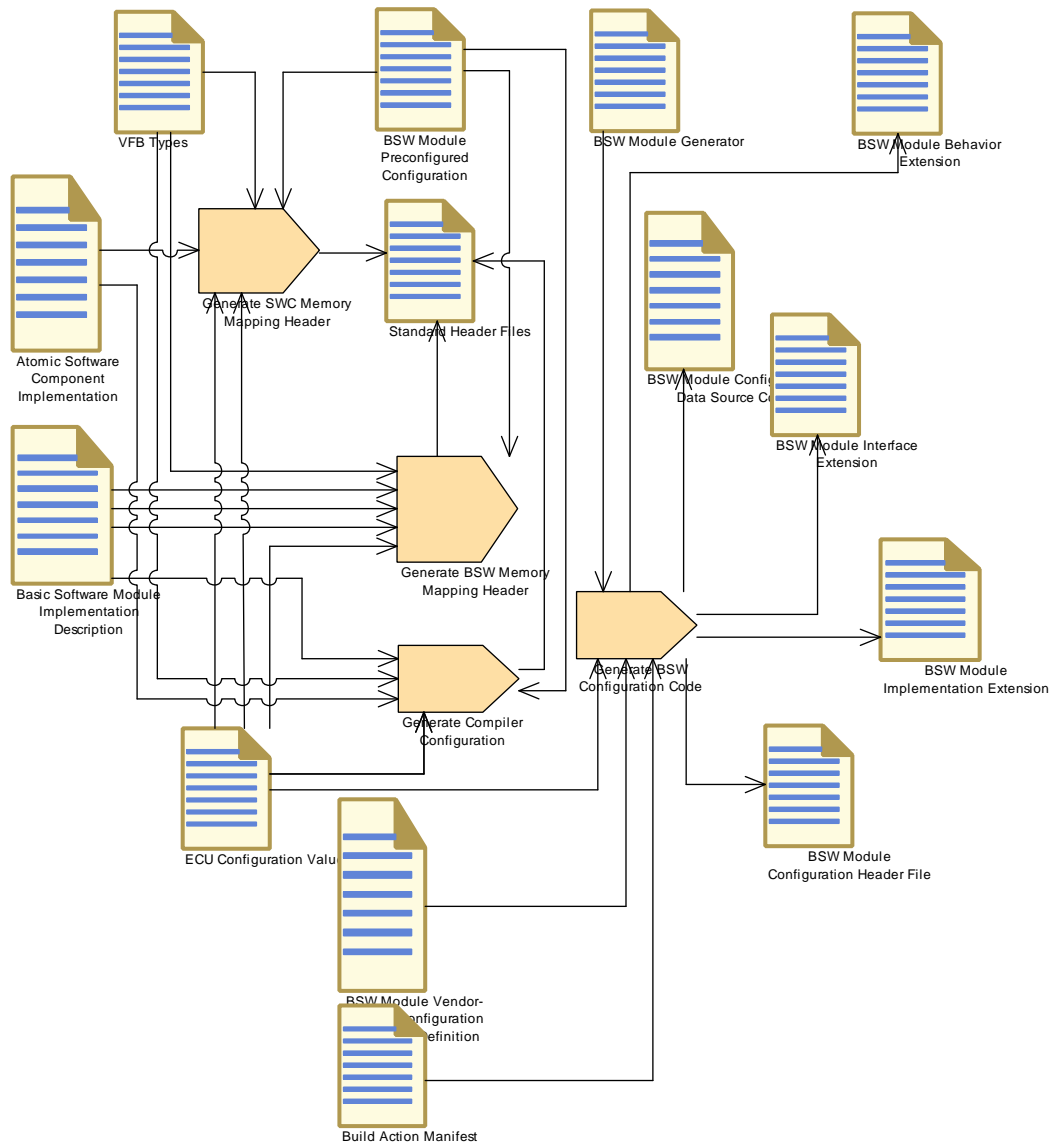 VFB Types
BSW Module
Preconfigured
Configuration
BSW Module Generator
BSW Module Behavior
Extension
Generate SWC Memory
Mapping Header
Standard Header Files
Atomic Software
Component
Implementation
BSW Module
Data Source
BSW Module Interface
Extension
Generate BSW Memory
Mapping Header
Basic Software Module
Implementation
Description
Generate BSW
Configuration Code
BSW Module
Implementation Extension
Generate Compiler
Configuration
ECU Configuration
BSW Module
Configuration Header File
BSW Module Vendor-
Build Action Manifest